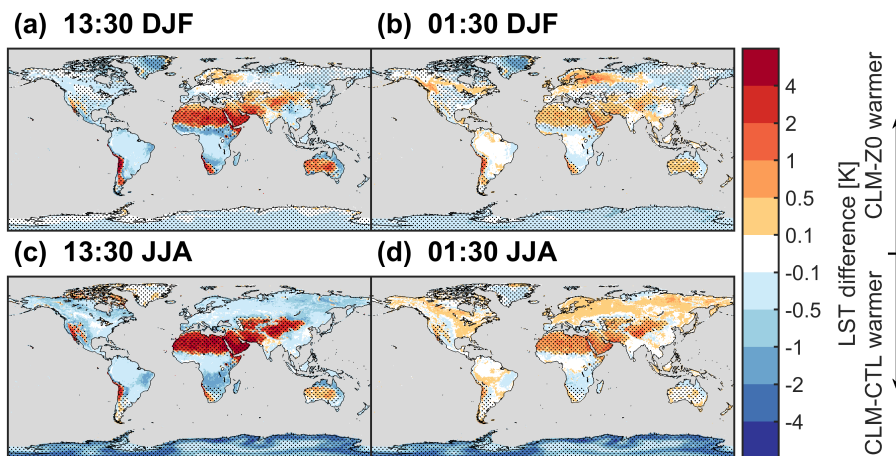 (a) 13:30 DJF
(b) 01:30 DJF
(c) 13:30 JJA
(d) 01:30 JJA
4
2
1
0.5
0.1
-0.1
-0.5
-1
-2
-4
LST difference [K]
CLM-Z0 warmer
CLM-CTL warmer